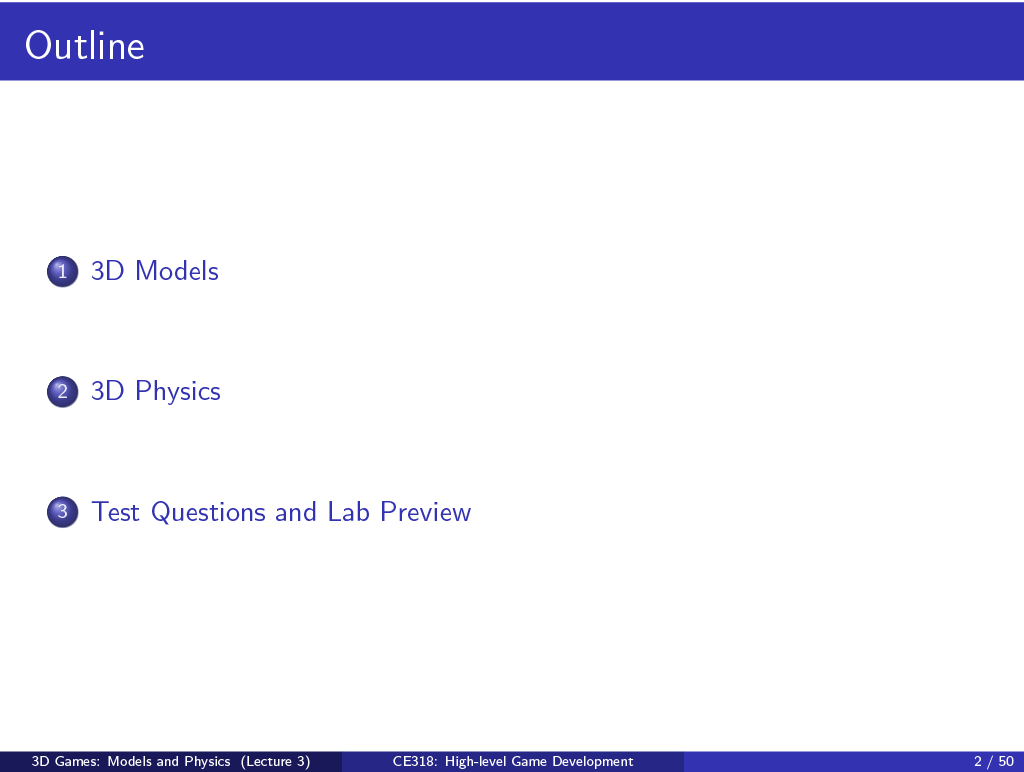 Outline
1 3D Models
2 3D Physics
3 Test Questions and Lab Preview
3D Games: Models and Physics (Lecture 3) CE318: High-level Game Development 2 / 50